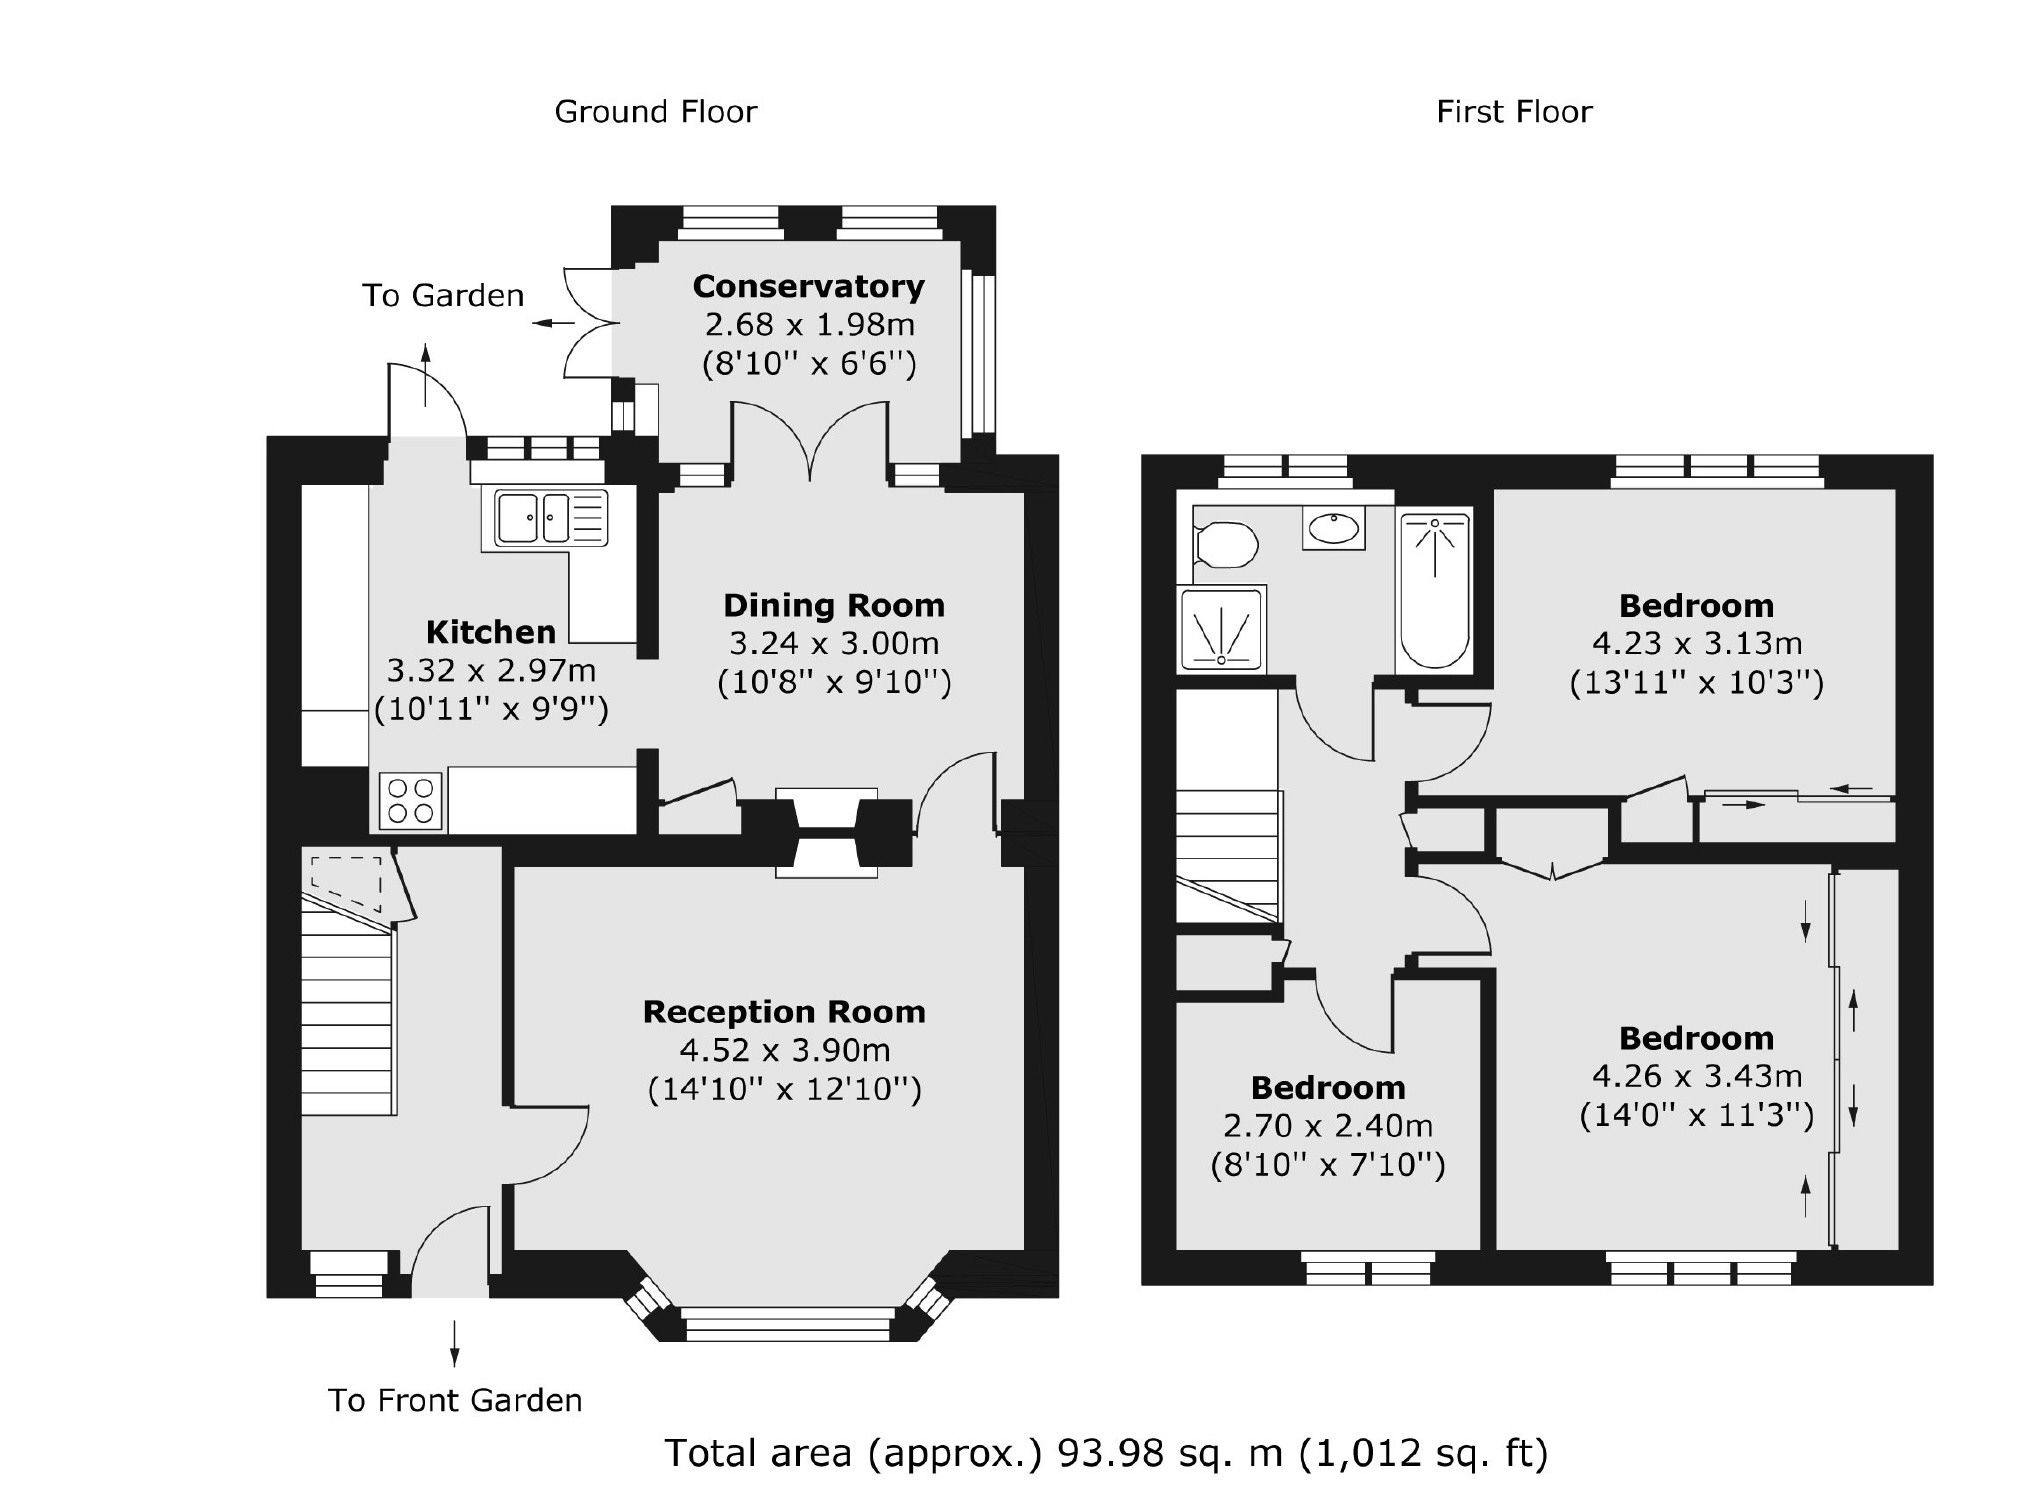 Ground Floor
First Floor
To Garden
Conservatory
2.68 x 1.98m
(8'10" x 6'6")
Kitchen
3.32 x 2.97m
(10'11" x 9'9")
Dining Room
3.24 x 3.00m
(10'8" x 9'10")
Reception Room
4.52 x 3.90m
(14'10" x 12'10")
To Front Garden
Bedroom
4.23 x 3.13m
(13'11" x 10'3")
Bedroom
4.26 x 3.43m
(14'0" x 11'3")
Bedroom
2.70 x 2.40m
(8'10" x 7'10")
Total area (approx.) 93.98 sq. m (1,012 sq. ft)